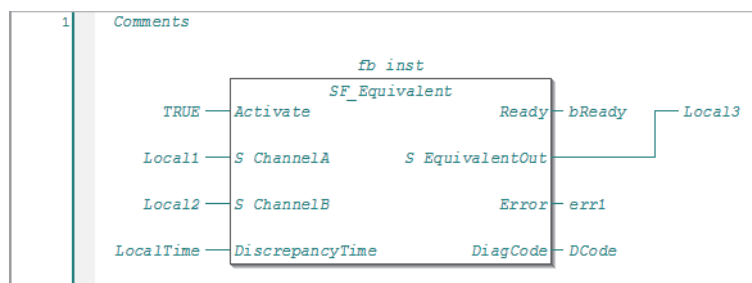 1 Comments
fb inst
SF_Equivalent
TRUE Activate Ready bReady Local3
Local1 S ChannelA S EquivalentOut
Local2 S ChannelB Error err1
LocalTime DiscrepancyTime DiagCode DCode